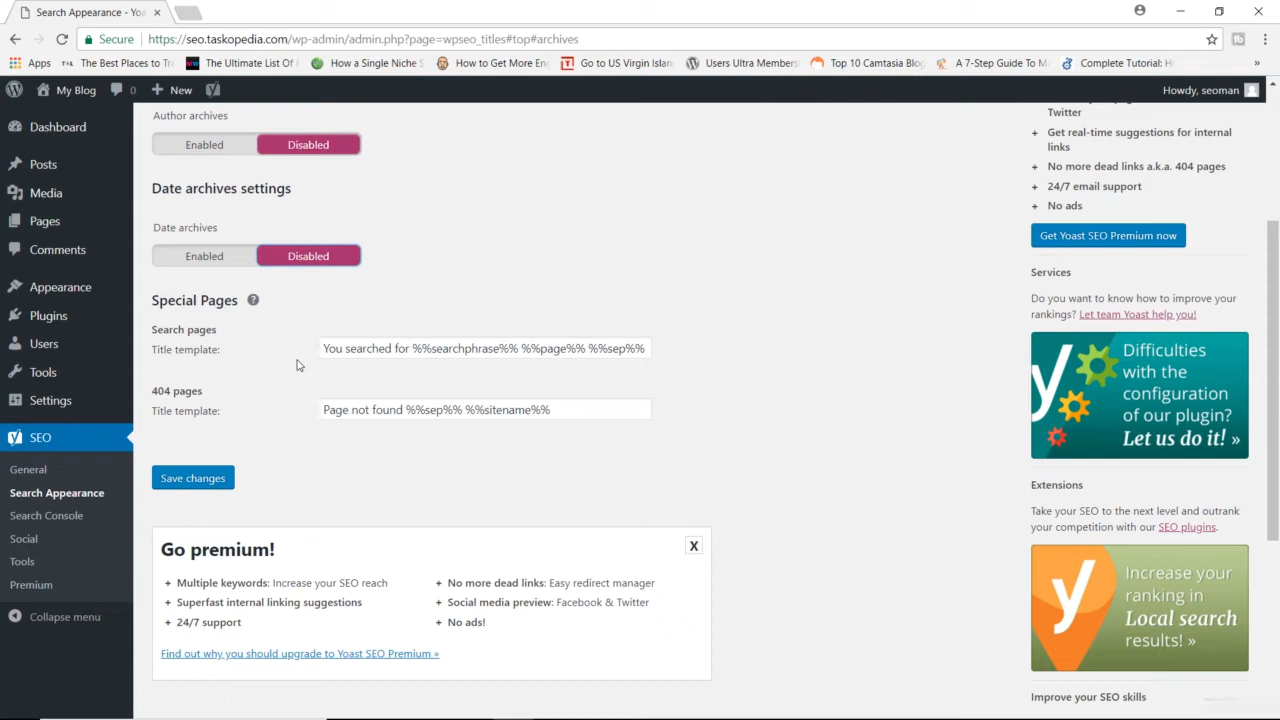 Search Appearance - Yo
Secure
https://seo.taskopedia.com/wp-admin/admin.php?page=wpseo_titles#top#archives
Apps
The Best Places to Tr
The Ultimate List Of
How a Single Niche S
How to Get More En
Go to US Virgin Islan
Users Ultra Members
Top 10 Camtasia Blog
A 7-Step Guide To M
Complete Tutorial: H
»
My Blog
0
New
Howdy, seoman
Dashboard
Posts
Media
Pages
Comments
Appearance
Plugins
Users
Tools
Settings
SEO
General
Search Appearance
Search Console
Social
Tools
Premium
Collapse menu
Author archives
Enabled
Disabled
Date archives settings
Date archives
Enabled
Disabled
Special Pages ?
Search pages
Title template:
You searched for %%searchphrase%% %%page%% %%sep%%
404 pages
Title template:
Page not found %%sep%% %%sitename%%
Save changes
Go premium!
X
+ Multiple keywords: Increase your SEO reach
+ Superfast internal linking suggestions
+ 24/7 support
+ No more dead links: Easy redirect manager
+ Social media preview: Facebook & Twitter
+ No ads!
Find out why you should upgrade to Yoast SEO Premium »
Twitter
+ Get real-time suggestions for internal
links
+ No more dead links a.k.a. 404 pages
+ 24/7 email support
+ No ads
Get Yoast SEO Premium now
Services
Do you want to know how to improve your
rankings? Let team Yoast help you!
Difficulties
with the
configuration
of our plugin?
Let us do it! »
Extensions
Take your SEO to the next level and outrank
your competition with our SEO plugins.
Increase your
ranking in
Local search
results! »
Improve your SEO skills